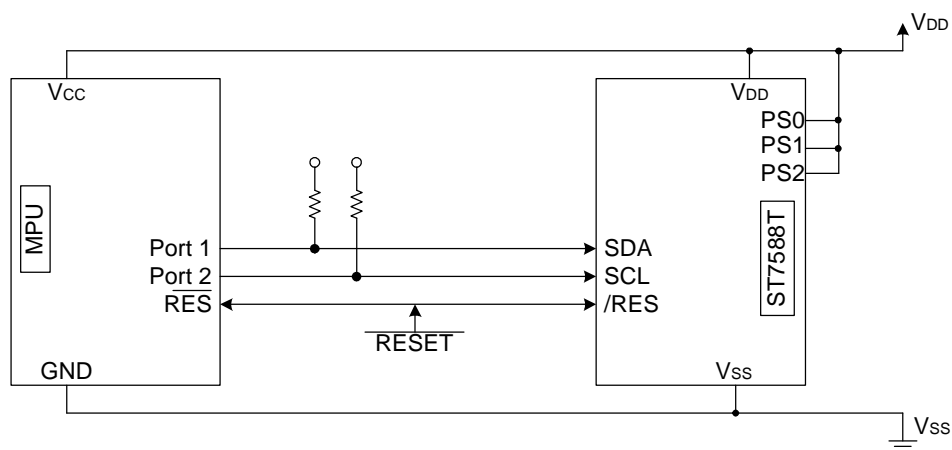 VDD
VCC
VDD
PS0
PS1
PS2
MPU
ST7588T
Port 1
SDA
Port 2
SCL
RES
/RES
RESET
GND
VSS
VSS